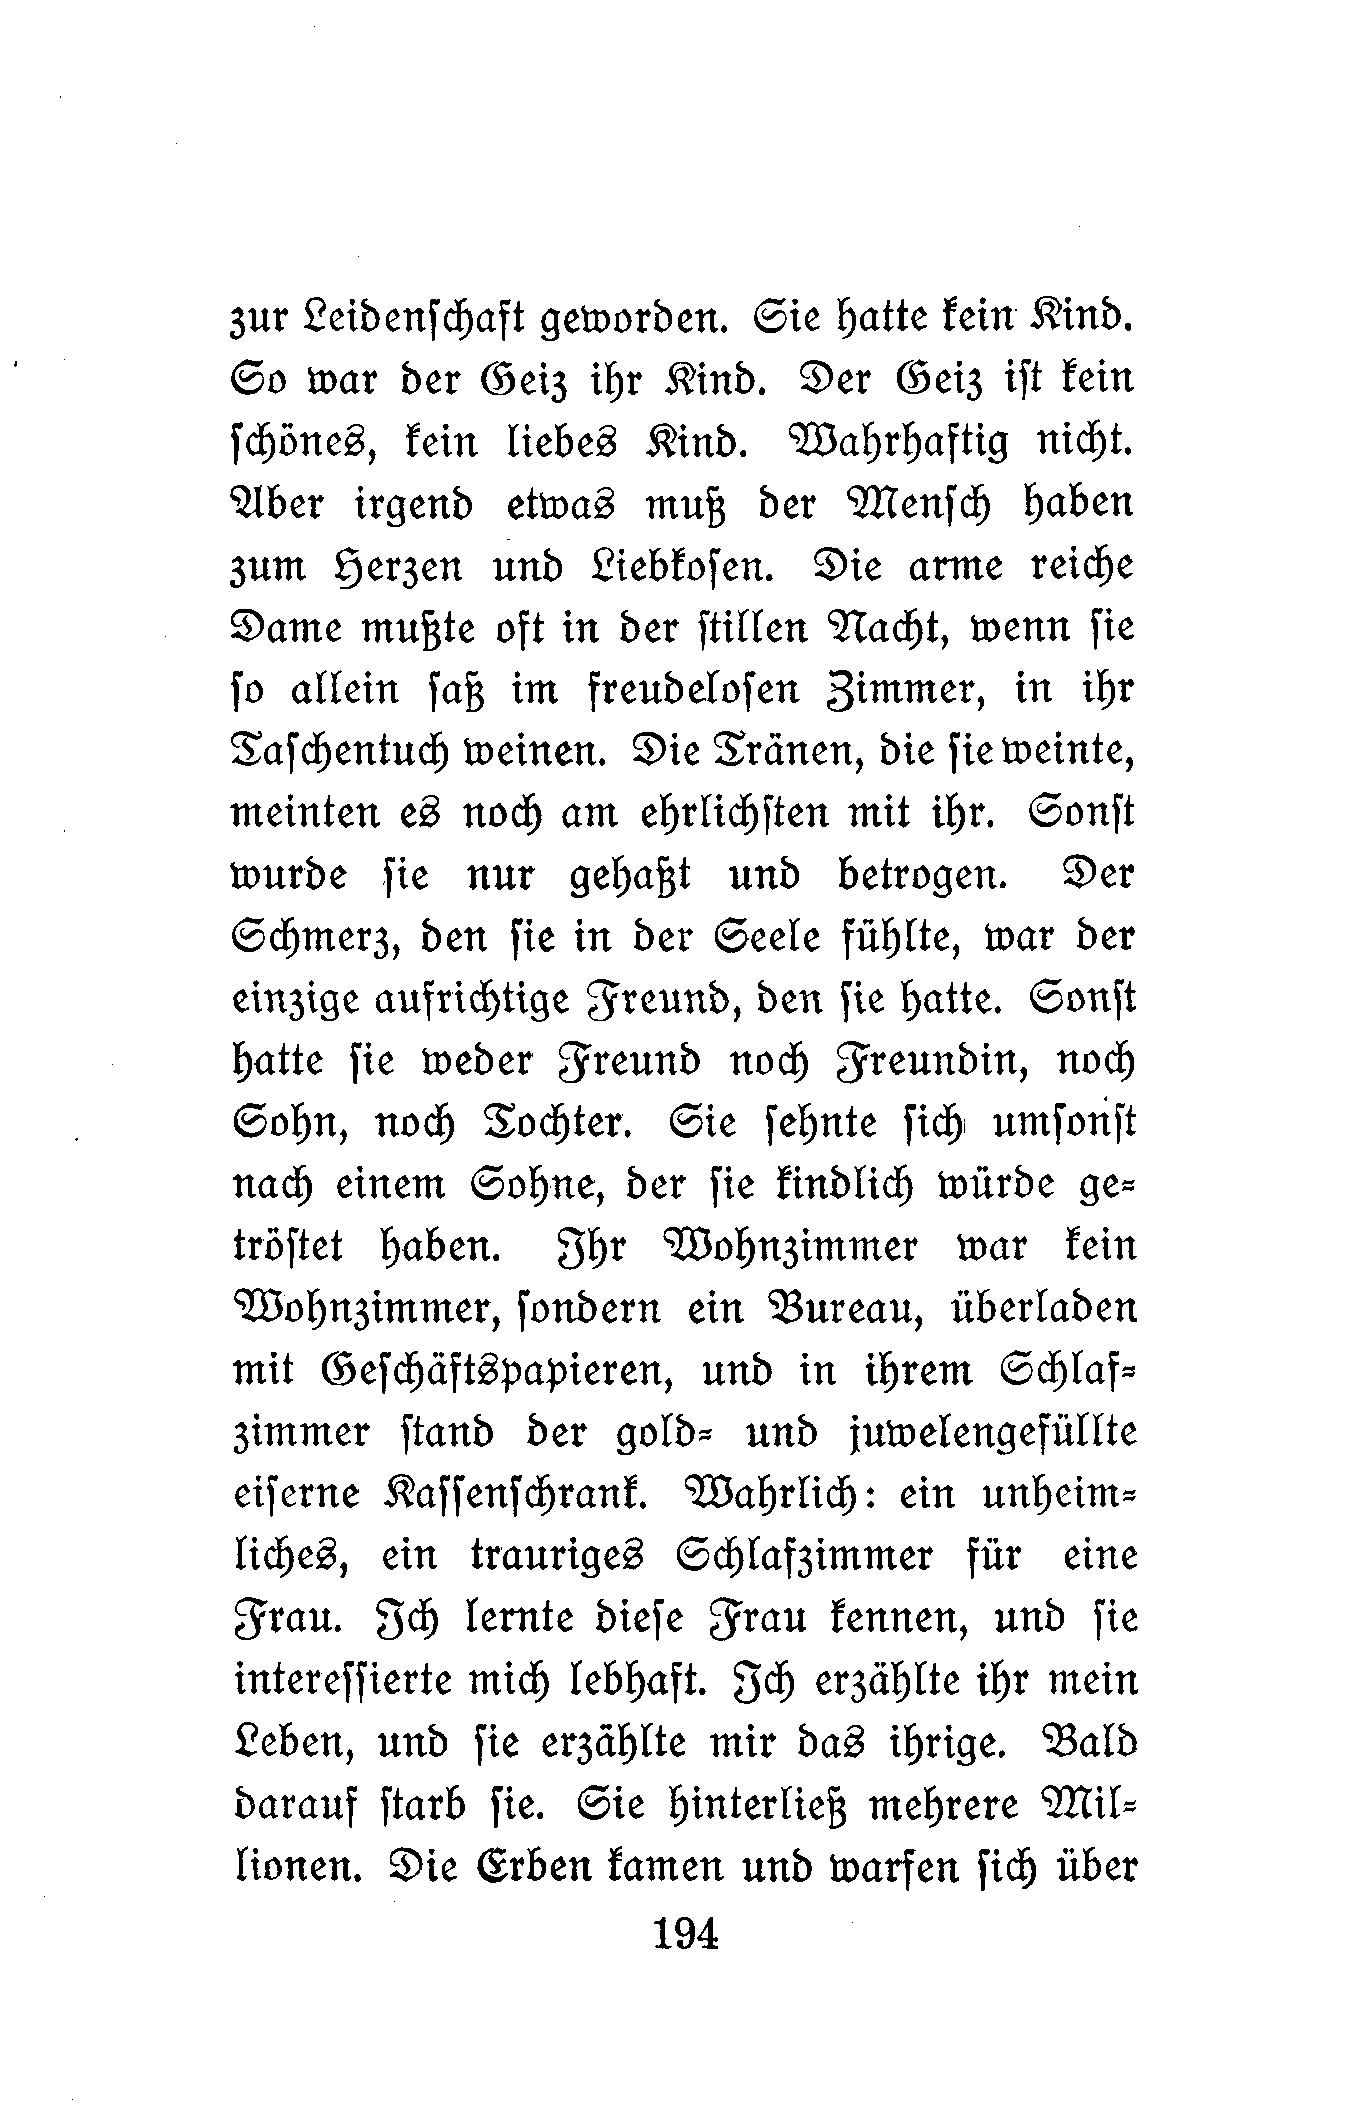 zur Leidenſchaft geworden. Sie hatte kein Kind.
So war der Geiz ihr Kind. Der Geiz iſt kein
ſchönes, kein liebes Kind. Wahrhaftig nicht.
Aber irgend etwas muß der Menſch haben
zum Herzen und Liebkoſen. Die arme reiche
Dame mußte oft in der ſtillen Nacht, wenn ſie
ſo allein ſaß im freudeloſen Zimmer, in ihr
Taſchentuch weinen. Die Tränen, die ſie weinte,
meinten es noch am ehrlichſten mit ihr. Sonſt
wurde ſie nur gehaßt und betrogen. Der
Schmerz, den ſie in der Seele fühlte, war der
einzige aufrichtige Freund, den ſie hatte. Sonſt
hatte ſie weder Freund noch Freundin, noch
Sohn, noch Tochter. Sie ſehnte ſich umſonſt
nach einem Sohne, der ſie kindlich würde ge⸗
tröſtet haben. Ihr Wohnzimmer war kein
Wohnzimmer, ſondern ein Bureau, überladen
mit Geſchäftspapieren, und in ihrem Schlaf⸗
zimmer ſtand der gold⸗ und juwelengefüllte
eiſerne Kaſſenſchrank. Wahrlich: ein unheim⸗
liches, ein trauriges Schlafzimmer für eine
Frau. Ich lernte dieſe Frau kennen, und ſie
intereſſierte mich lebhaft. Ich erzählte ihr mein
Leben, und ſie erzählte mir das ihrige. Bald
darauf ſtarb ſie. Sie hinterließ mehrere Mil⸗
lionen. Die Erben kamen und warfen ſich über
194